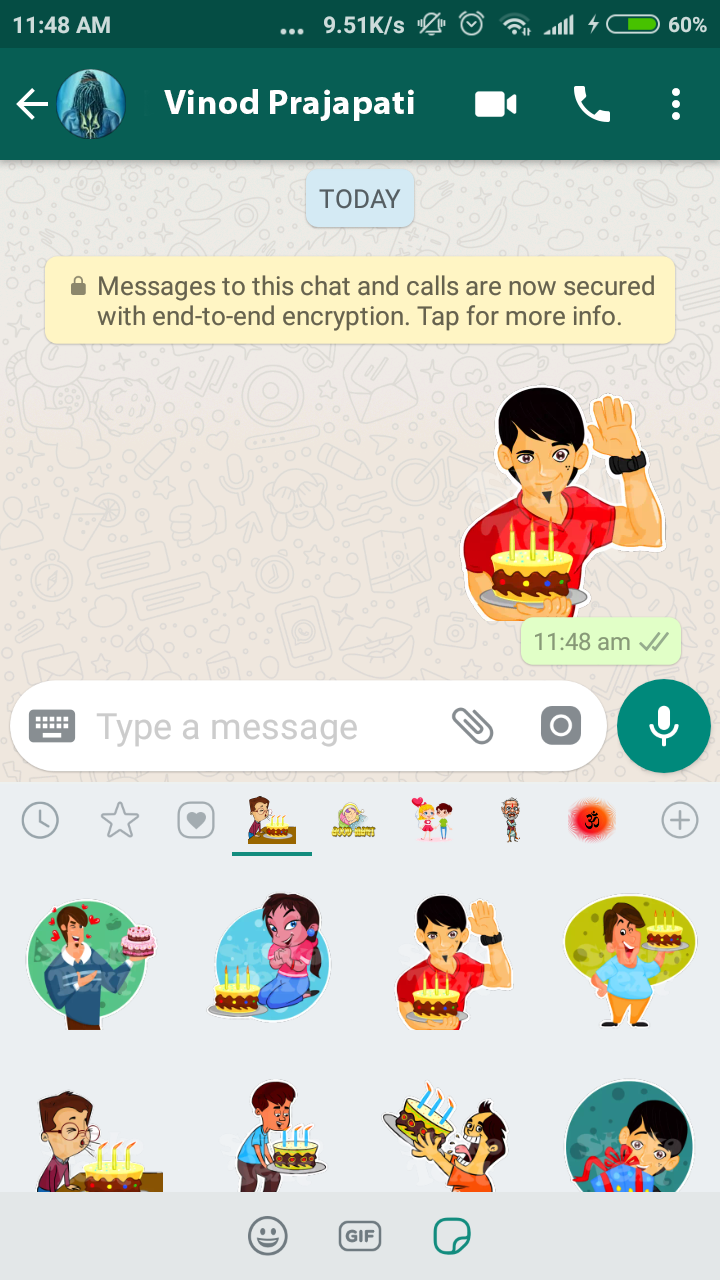 11:48 AM
... 9.51K/s
60%
Vinod Prajapati
TODAY
Messages to this chat and calls are now secured
with end-to-end encryption. Tap for more info.
11:48 am
Type a message
ॐ
GIF